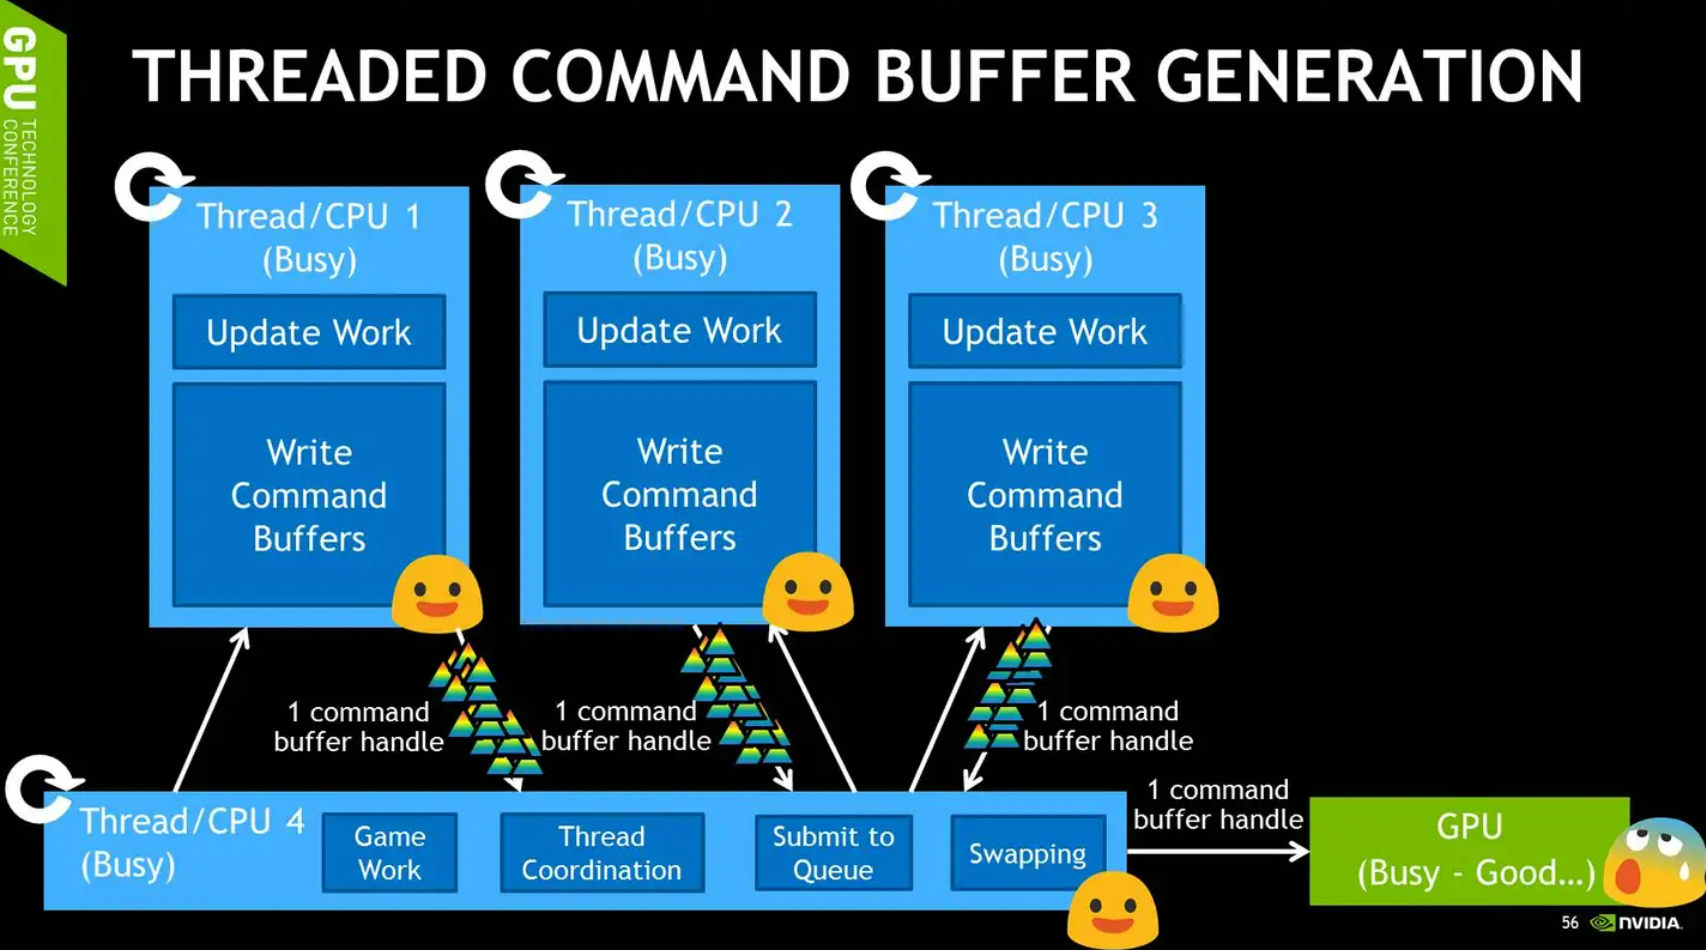 GPU TECHNOLOGY
CONFERENCE
THREADED COMMAND BUFFER GENERATION
Thread/CPU 1
(Busy)
Update Work
Write
Command
Buffers
Thread/CPU 2
(Busy)
Update Work
Write
Command
Buffers
Thread/CPU 3
(Busy)
Update Work
Write
Command
Buffers
1 command
buffer handle
1 command
buffer handle
1 command
buffer handle
Thread/CPU 4
(Busy)
Game
Work
Thread
Coordination
Submit to
Queue
Swapping
1 command
buffer handle
GPU
(Busy - Good...)
56 NVIDIA.